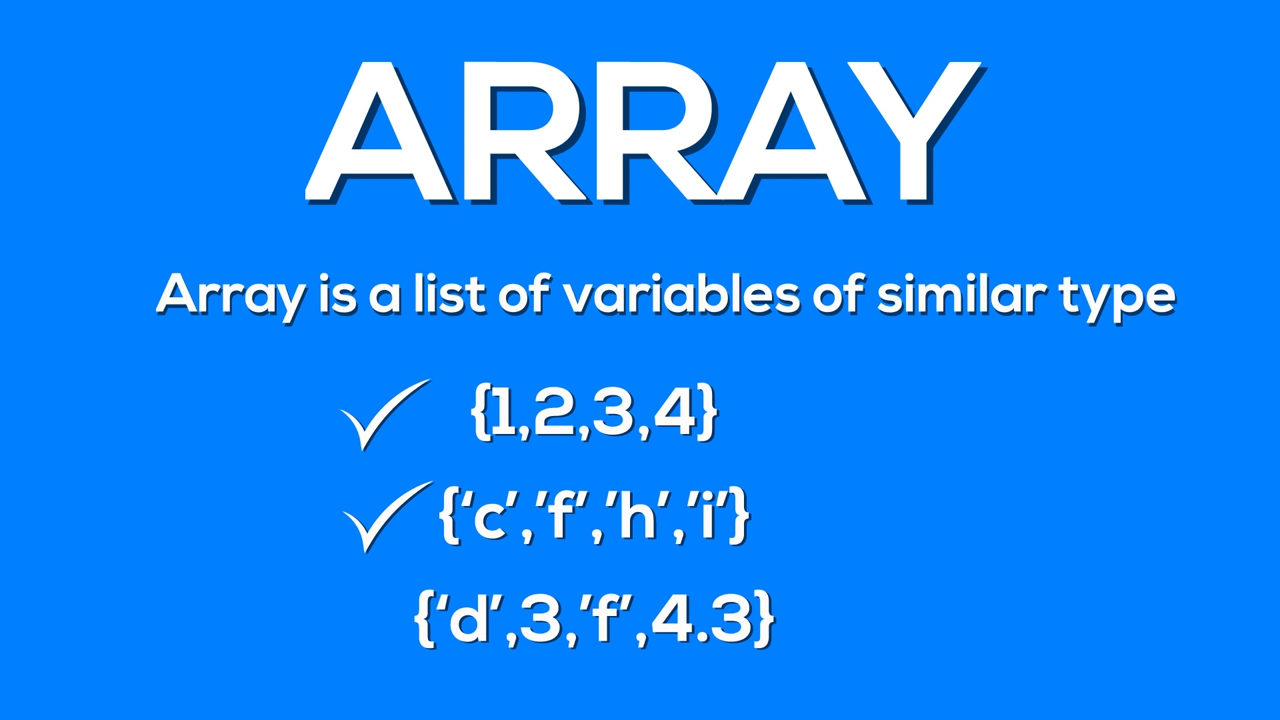 ARRAY
Array is a list of variables of similar type
{1,2,3,4}
{‘c’,’f’,’h’,’i’}
{‘d’,3,’f’,4.3}